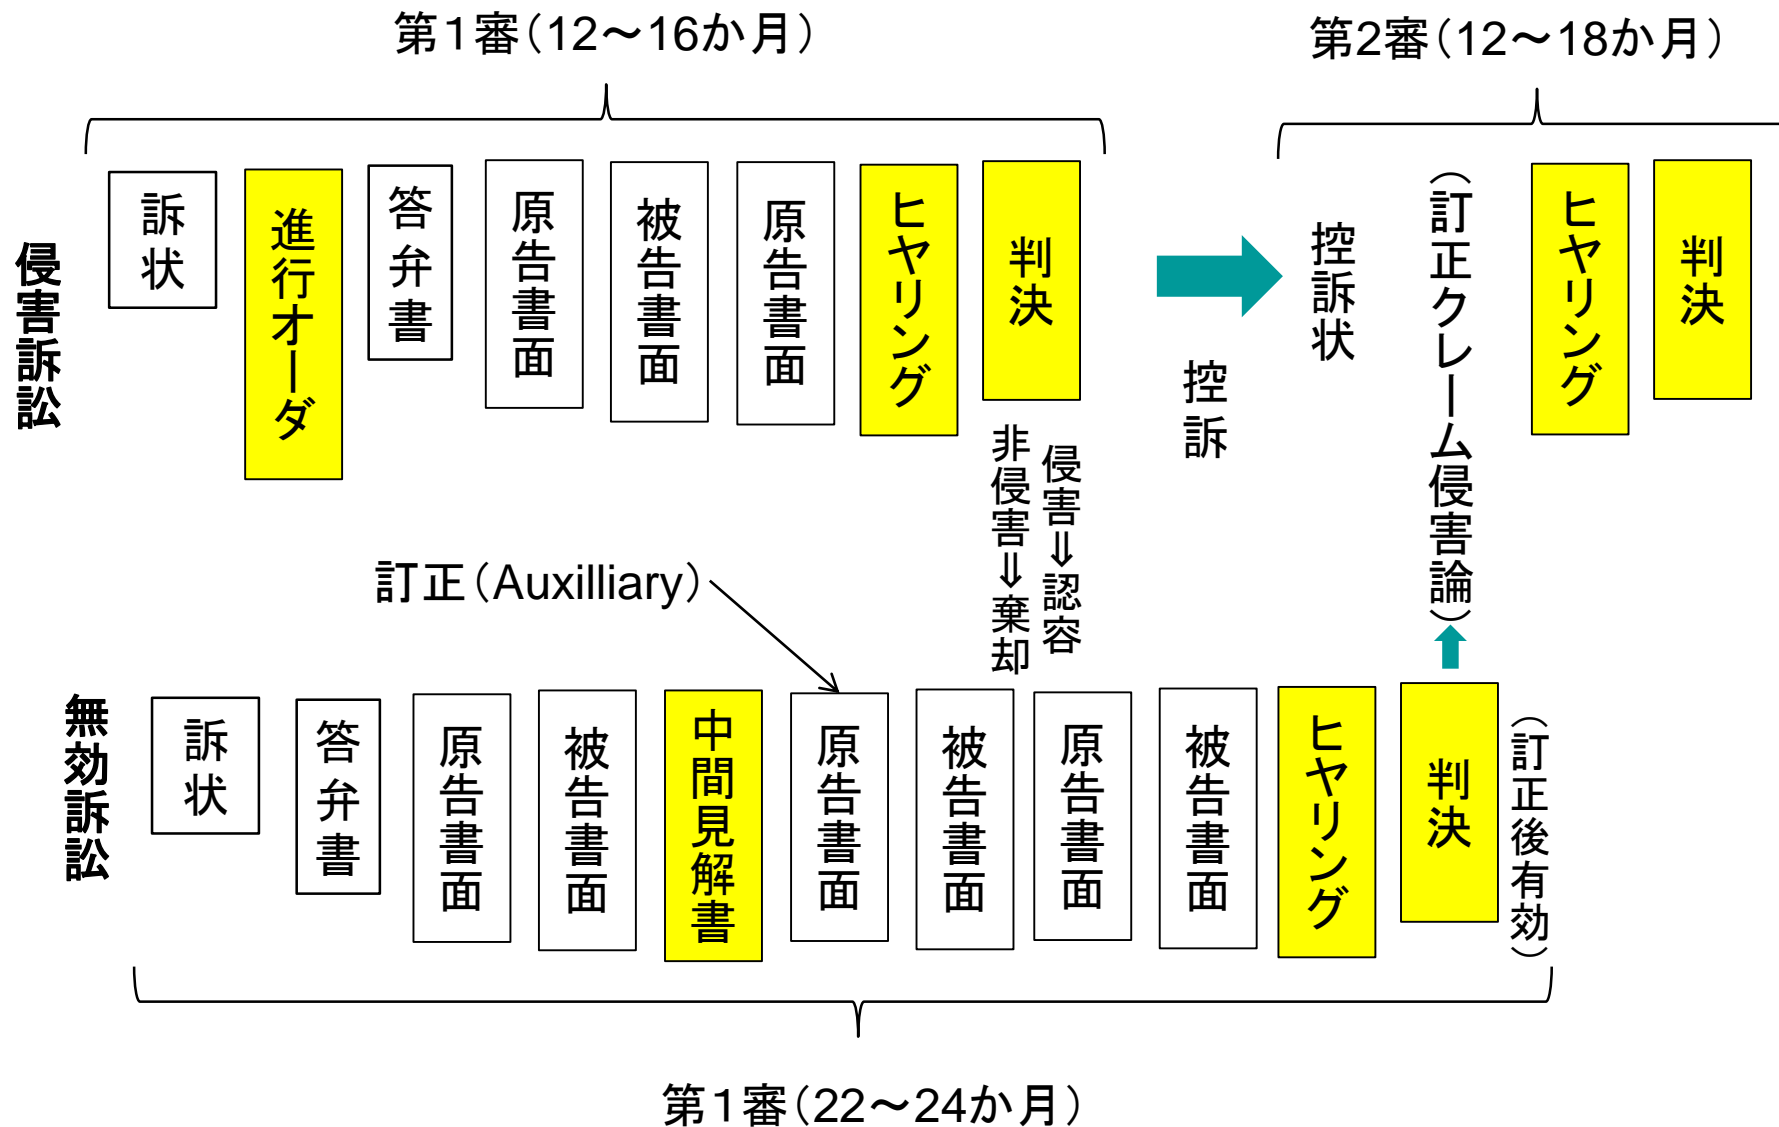 第1審(12～16か月)
第2審(12～18か月)
侵害訴訟
訴状
進行オーダ
答弁書
原告書面
被告書面
原告書面
ヒヤリング
判決
非侵害⇒棄却
侵害⇒認容
控訴
控訴状
(訂正クレーム侵害論)
ヒヤリング
判決
訂正(Auxilliary)
無効訴訟
訴状
答弁書
原告書面
被告書面
中間見解書
原告書面
被告書面
原告書面
被告書面
ヒヤリング
判決
(訂正後有効)
第1審(22～24か月)